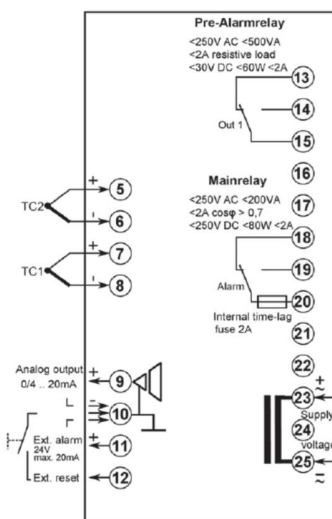 Pre-Alarmrelay
<250V AC <500VA
<2A resistive load
<30V DC <60W <2A
13
14
Out 1
15
16
Mainrelay
<250V AC <200VA
<2A cosφ > 0,7
<250V DC <80W <2A
17
18
19
Alarm
20
Internal time-lag
fuse 2A
21
22
+
~
23
Supply
24
voltage
25
–
~
TC2
+
5
-
6
TC1
+
7
-
8
Analog output
0/4 .. 20mA
+
9
–
10
Ext. alarm
24V
max. 20mA
+
11
Ext. reset
12